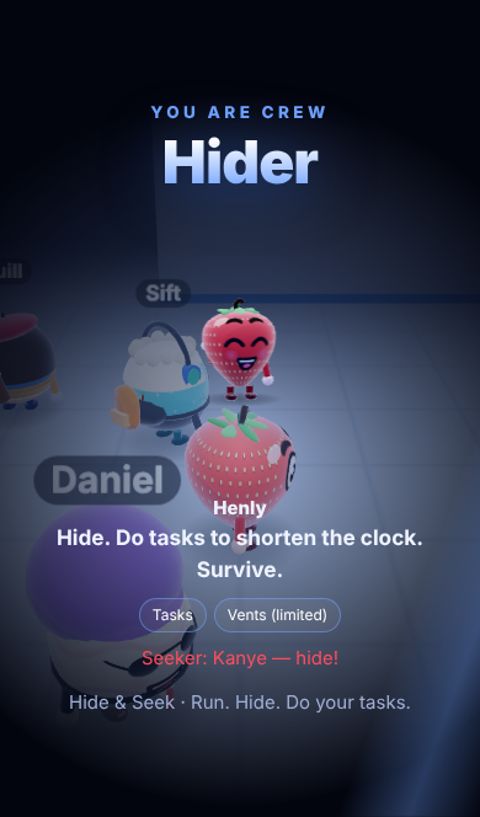 YOU ARE CREW
Hider
Sift
Daniel
Henly
Hide. Do tasks to shorten the clock.
Survive.
Tasks
Vents (limited)
Seeker: Kanye — hide!
Hide & Seek · Run. Hide. Do your tasks.